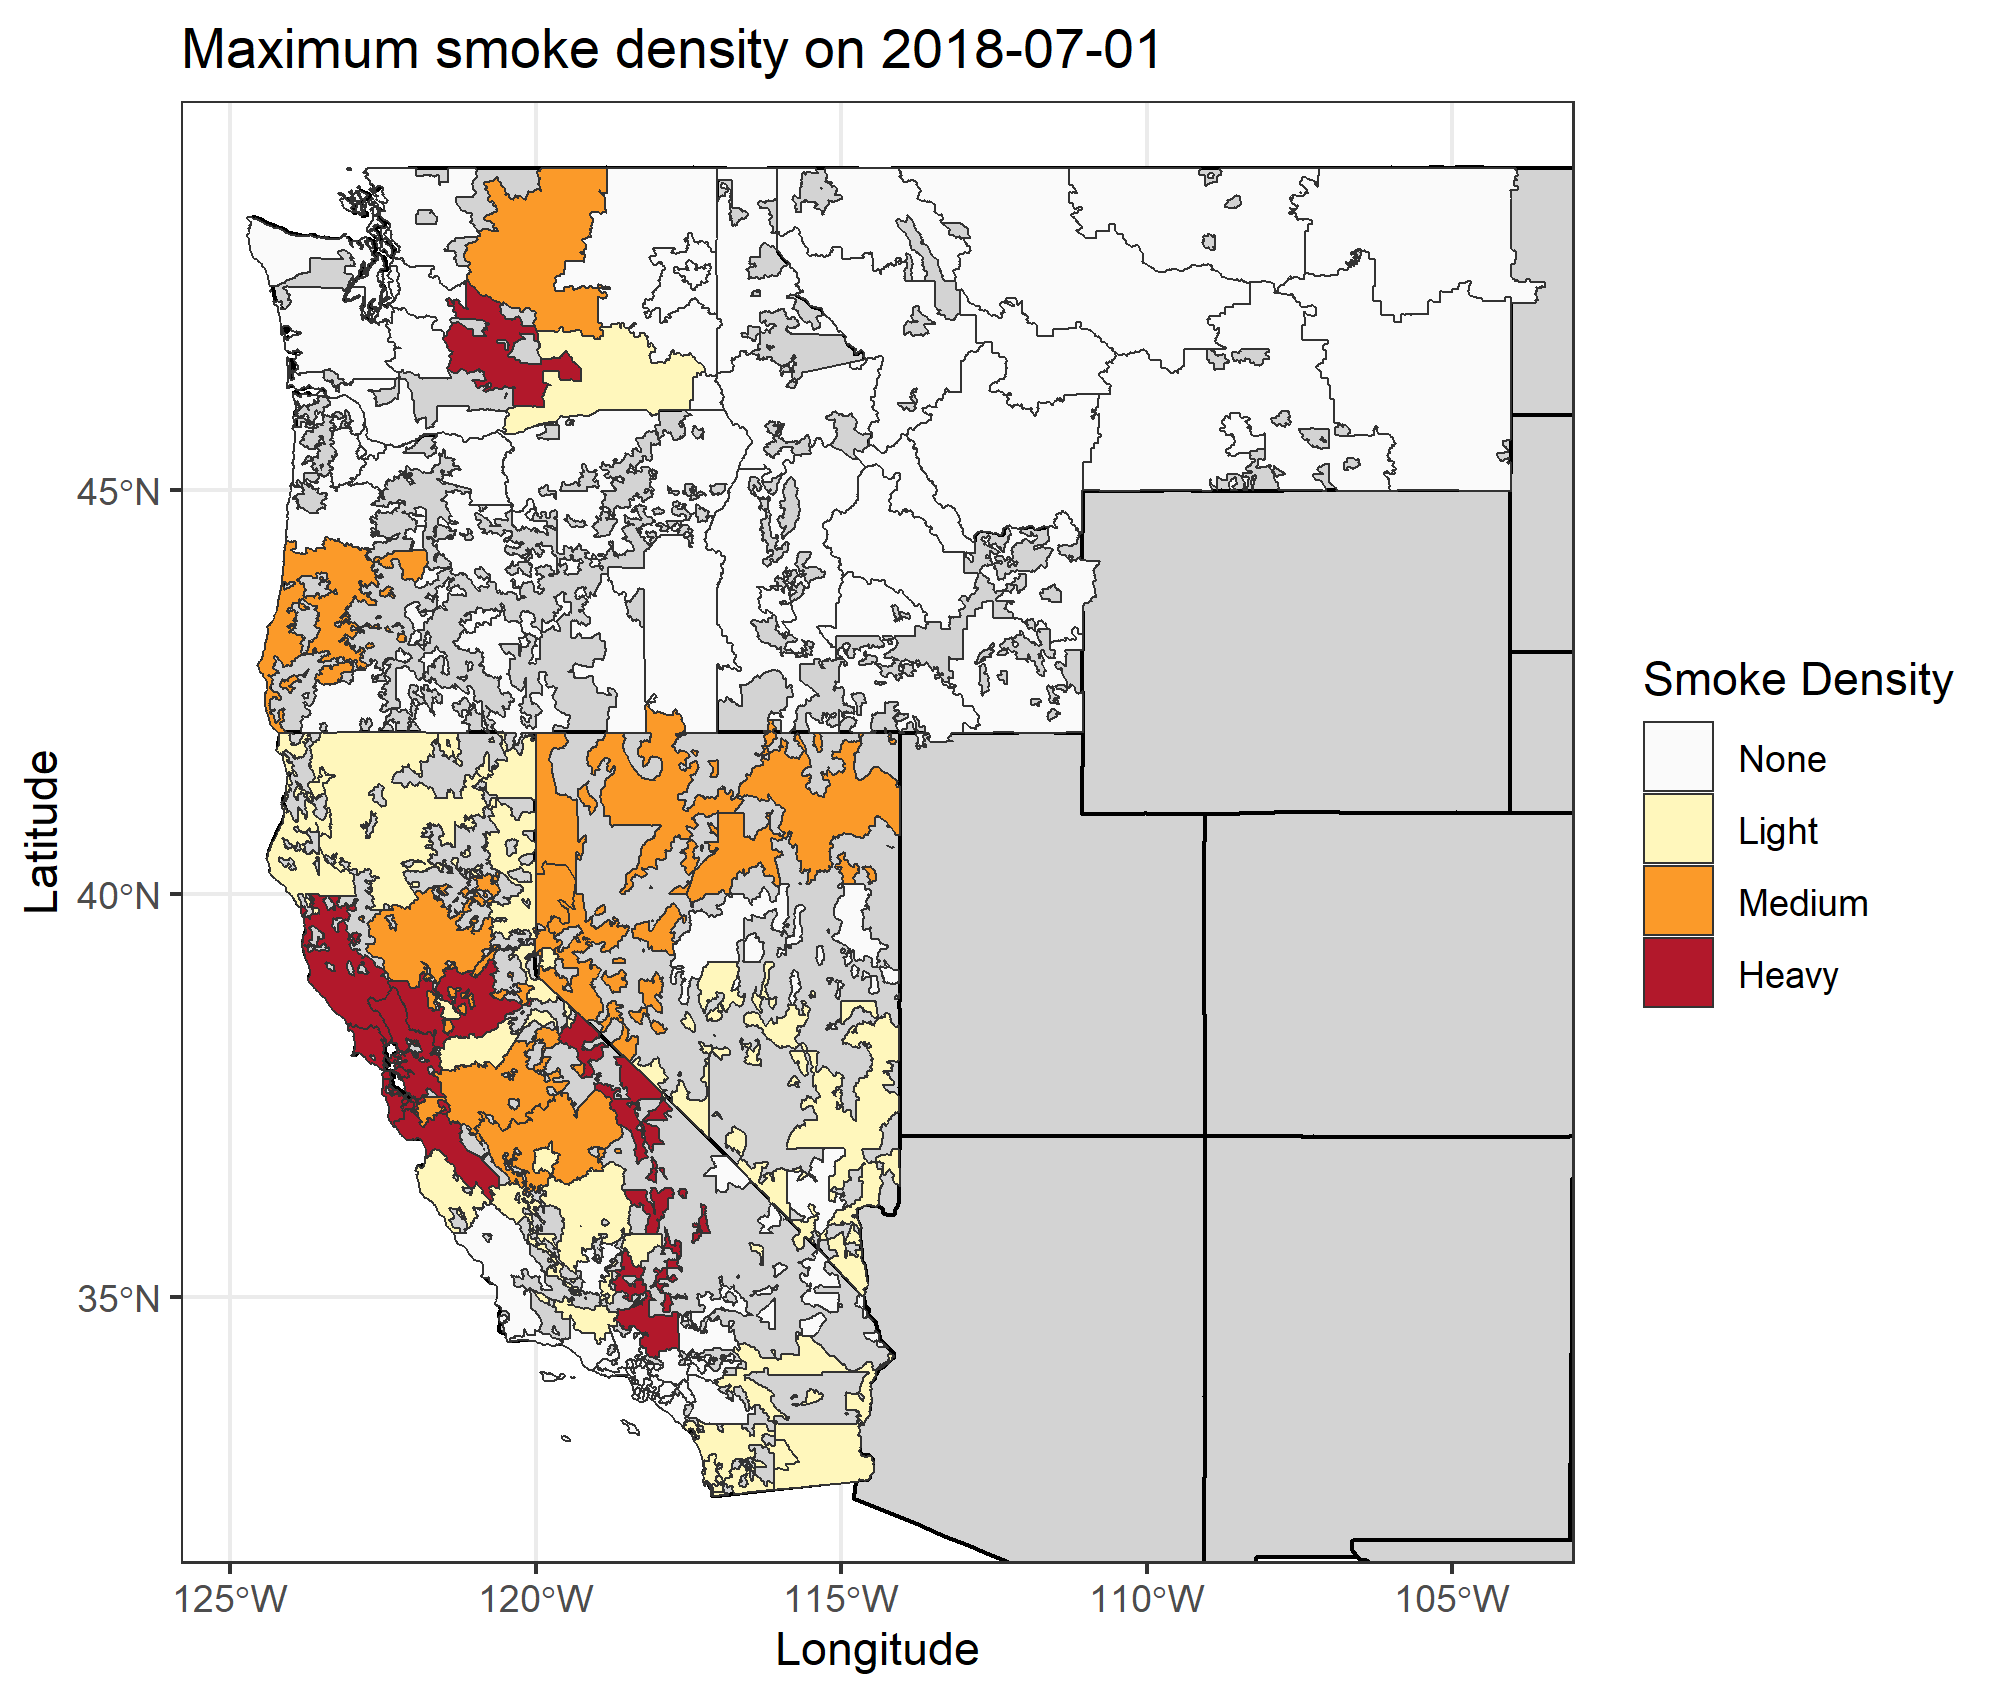 Maximum smoke density on 2018-07-01
45°N
40°N
35°N
Latitude
125°W
120°W
115°W
110°W
105°W
Longitude
Smoke Density
None
Light
Medium
Heavy